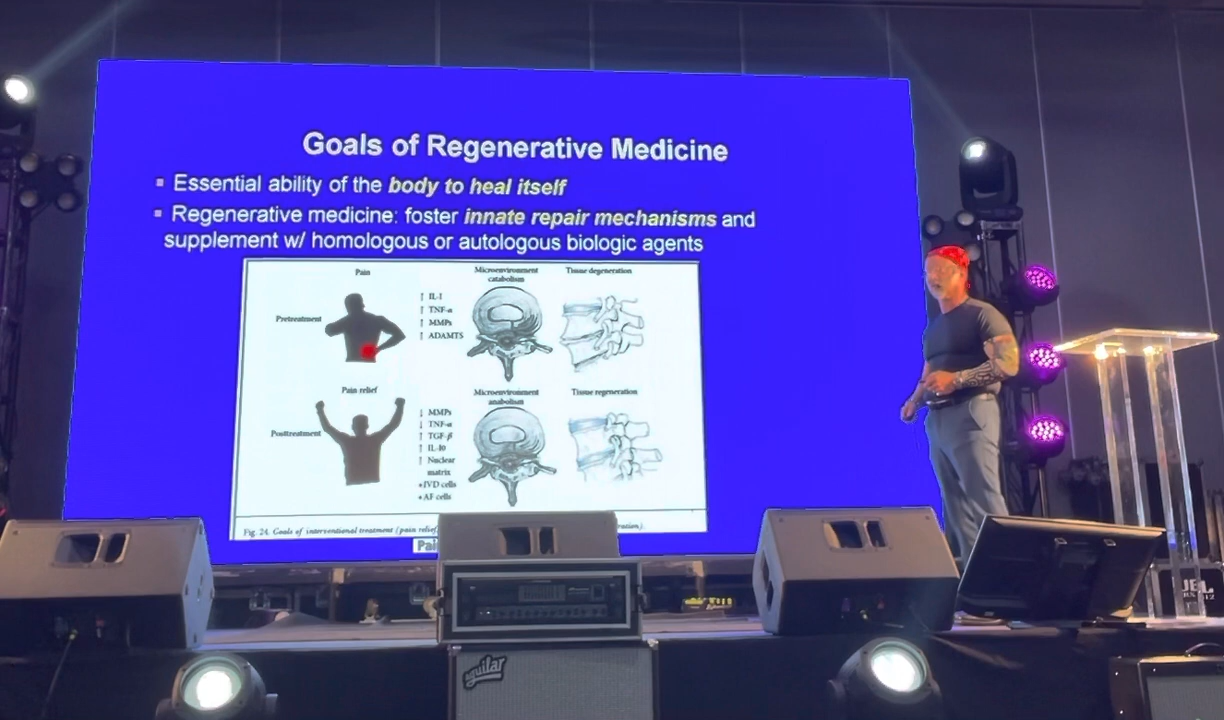 Goals of Regenerative Medicine
▪ Essential ability of the body to heal itself
▪ Regenerative medicine: foster innate repair mechanisms and
supplement w/ homologous or autologous biologic agents
Pain
Microenvironment
catabolism
Tissue degeneration
Pretreatment
↑ IL-1
↑ TNF-α
↑ MMPs
↑ ADAMTS
Pain relief
Microenvironment
anabolism
Tissue regeneration
Posttreatment
↓ MMPs
↓ TNF-α
↑ TGF-β
↑ IL-10
↑ Nuclear
matrix
+IVD cells
+AF cells
Fig. 24. Goals of interventional treatment (pain relief
aguilar